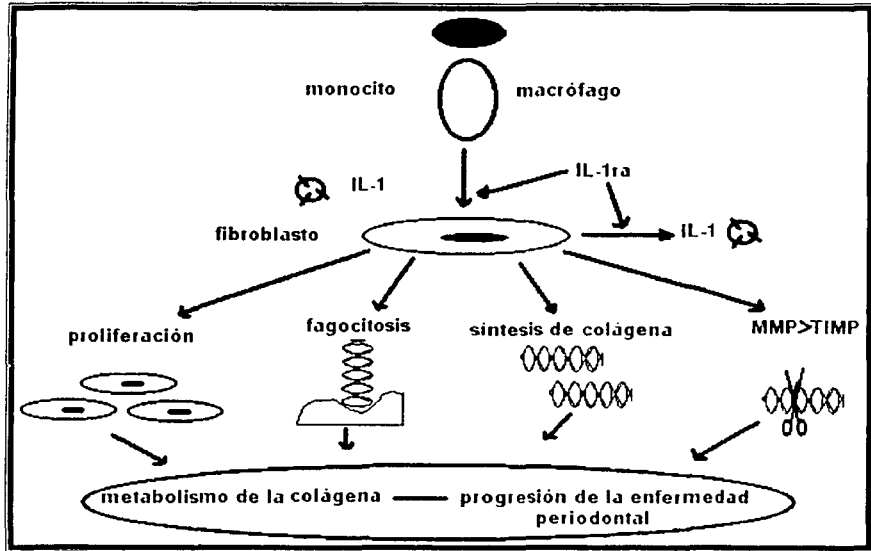 monocito macrófago
IL-1 IL-1ra
fibroblasto IL-1
proliferación fagocitosis síntesis de colágena MMP>TIMP
metabolismo de la colágena progresión de la enfermedad
periodontal